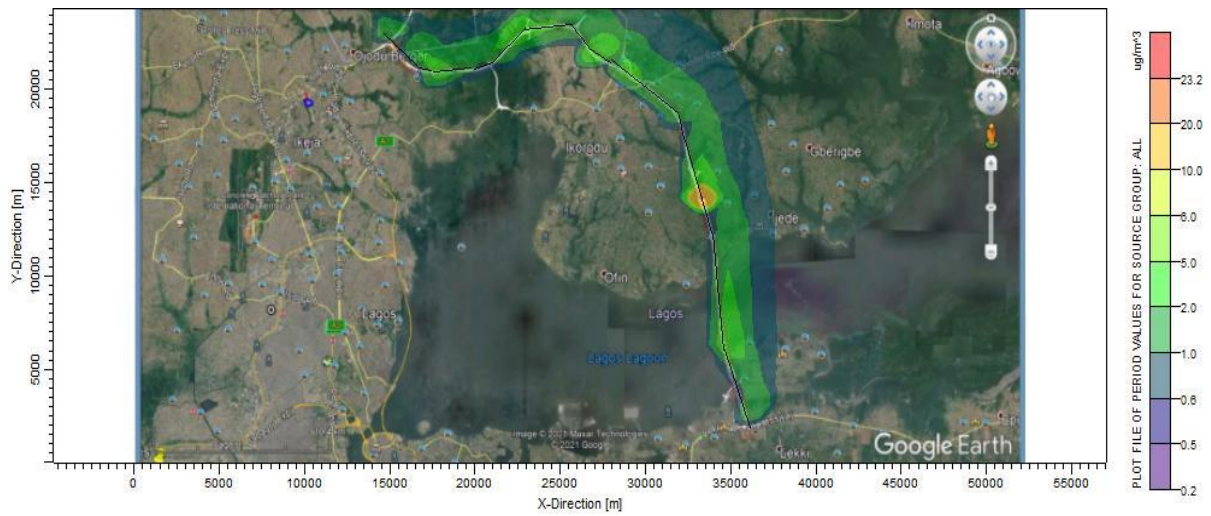 Imota
Ojodu Berger
Agbowa
Ikeja
Ikorodu
Gberigbe
Ijede
Ofin
Lagos
Lagos
Lagos Lagoon
Image © 2021 Maxar Technologies
© 2021 Google
Google Earth
Lekki
Y-Direction [m]
20000
15000
10000
5000
0 5000 10000 15000 20000 25000 30000 35000 40000 45000 50000 55000
X-Direction [m]
PLOT FILE OF PERIOD VALUES FOR SOURCE GROUP: ALL
ug/m^3
23.2
20.0
10.0
6.0
5.0
2.0
1.0
0.6
0.5
0.2